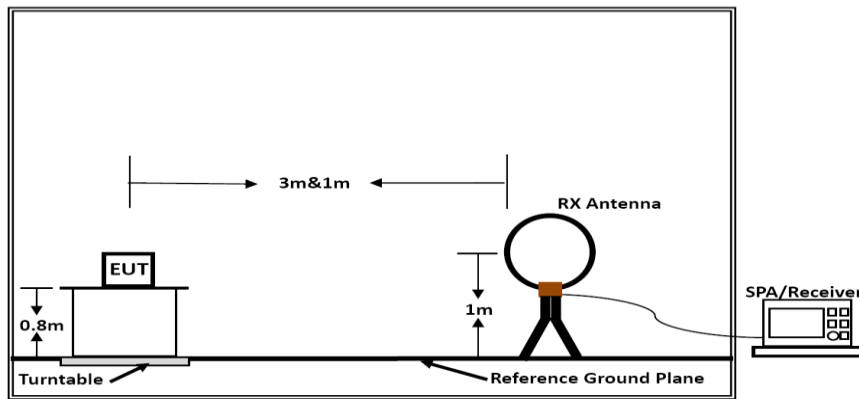 3m&1m
RX Antenna
EUT
SPA/Receiver
0.8m
1m
Turntable
Reference Ground Plane